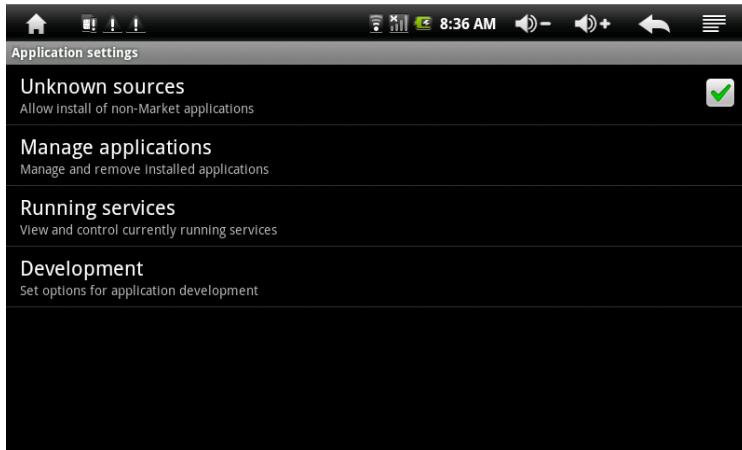 8:36 AM
Application settings
Unknown sources
Allow install of non-Market applications
Manage applications
Manage and remove installed applications
Running services
View and control currently running services
Development
Set options for application development